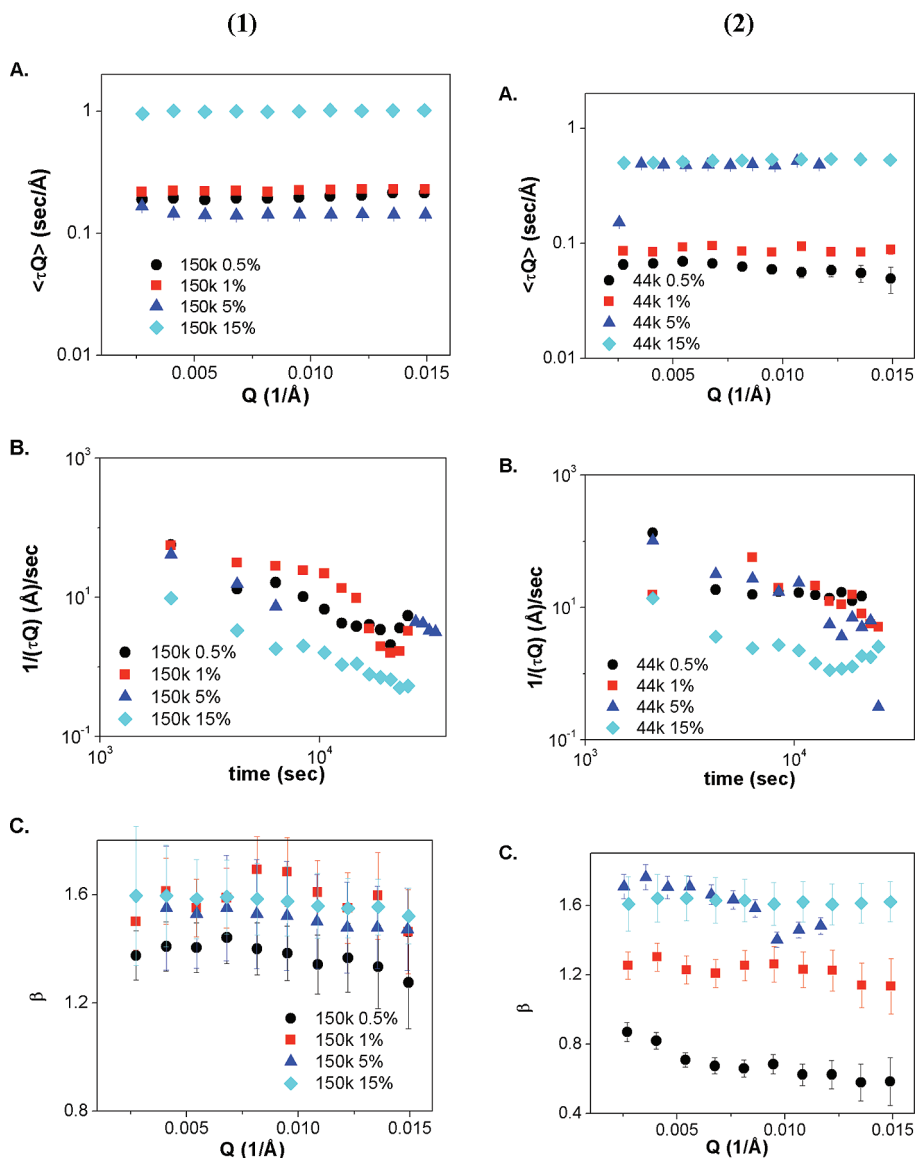 (1)
A.
1
0.1
0.01
<τQ> (sec/Å)
150k 0.5%
150k 1%
150k 5%
150k 15%
0.005
0.010
0.015
Q (1/Å)
B.
10³
10¹
10⁻¹
1/(τQ) (Å)/sec
150k 0.5%
150k 1%
150k 5%
150k 15%
10³
10⁴
time (sec)
C.
1.6
1.2
0.8
β
150k 0.5%
150k 1%
150k 5%
150k 15%
0.005
0.010
0.015
Q (1/Å)
(2)
A.
1
0.1
0.01
<τQ> (sec/Å)
44k 0.5%
44k 1%
44k 5%
44k 15%
0.005
0.010
0.015
Q (1/Å)
B.
10³
10¹
10⁻¹
1/(τQ) (Å)/sec
44k 0.5%
44k 1%
44k 5%
44k 15%
10³
10⁴
time (sec)
C.
1.6
1.2
0.8
0.4
β
0.005
0.010
0.015
Q (1/Å)